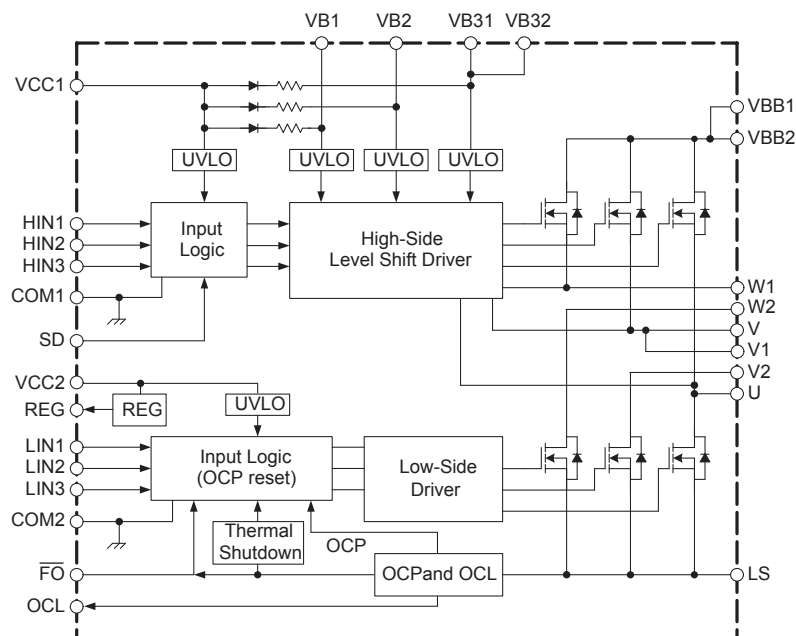 VB1 VB2 VB31 VB32
VCC1
VBB1
VBB2
UVLO UVLO UVLO UVLO
HIN1
HIN2
HIN3
Input
Logic
High-Side
Level Shift Driver
COM1
W1
W2
SD
V
V1
VCC2
V2
REG
REG
UVLO
U
LIN1
LIN2
LIN3
Input Logic
(OCP reset)
Low-Side
Driver
COM2
Thermal
Shutdown
OCP
FO
OCPand OCL
LS
OCL